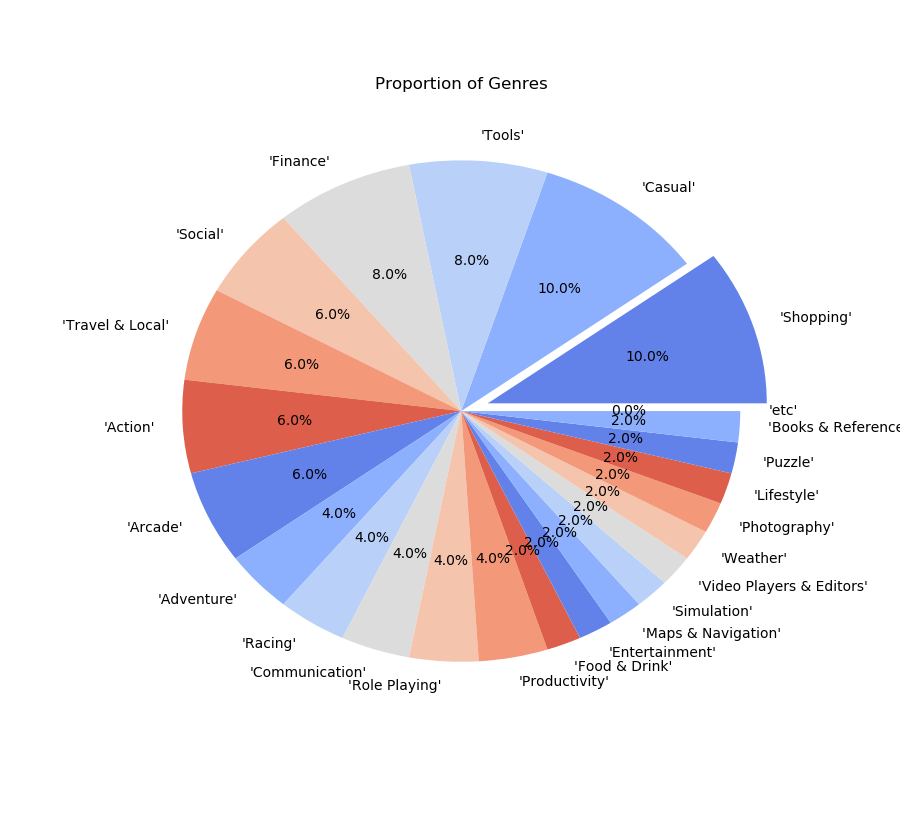 Proportion of Genres
'Tools'
'Finance'
'Casual'
'Social'
8.0%
8.0%
10.0%
6.0%
'Shopping'
'Travel & Local'
10.0%
6.0%
'Action'
6.0%
0.0%
'etc'
2.0%
'Books & Reference
2.0%
2.0%
'Puzzle'
6.0%
2.0%
2.0%
'Lifestyle'
4.0%
2.0%
2.0%
'Arcade'
4.0%
2.0%
'Photography'
4.0%
4.0%
4.0%
2.0%
2.0%
'Weather'
'Video Players & Editors'
'Adventure'
'Simulation'
'Racing'
'Maps & Navigation'
'Entertainment'
'Communication'
'Food & Drink'
'Role Playing'
'Productivity'